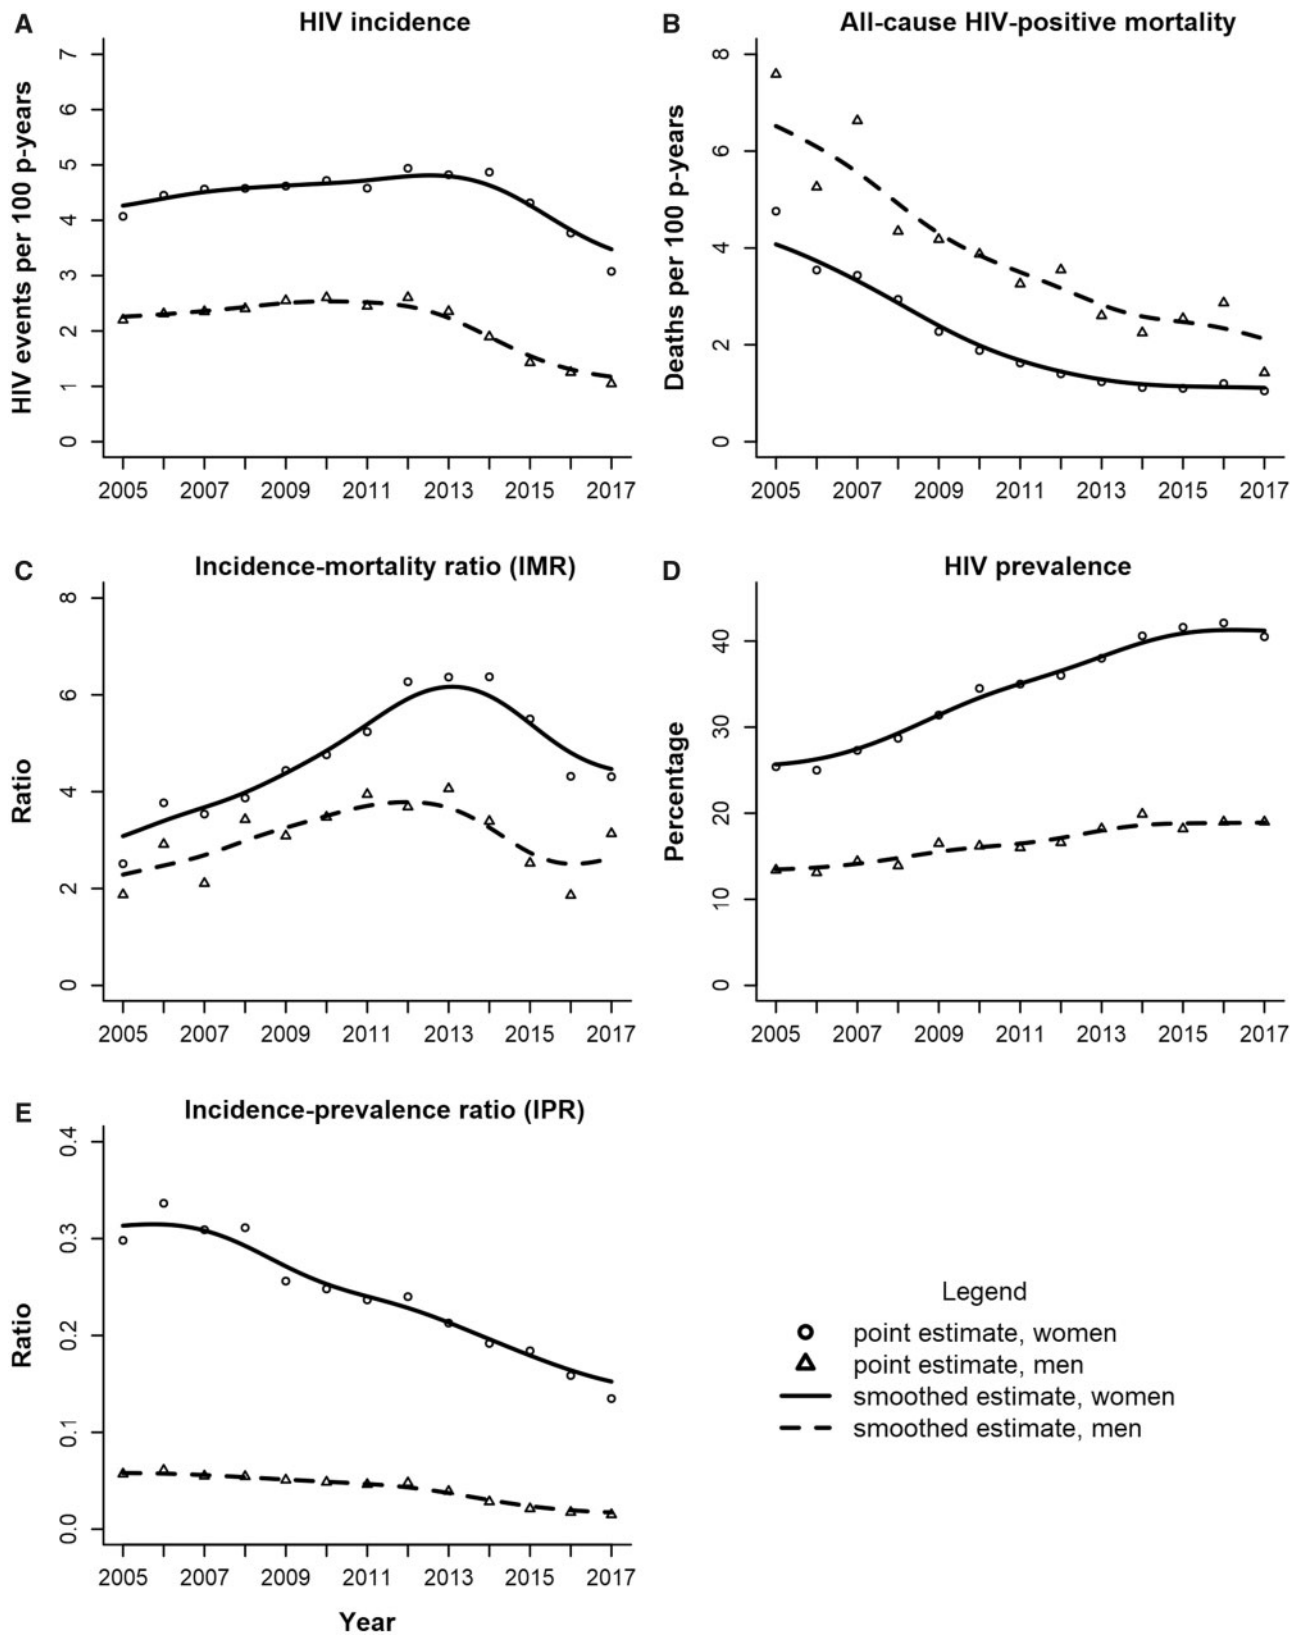 A HIV incidence
HIV events per 100 p-years
7
6
5
4
3
2
1
0
2005 2007 2009 2011 2013 2015 2017
B All-cause HIV-positive mortality
Deaths per 100 p-years
8
6
4
2
0
2005 2007 2009 2011 2013 2015 2017
C Incidence-mortality ratio (IMR)
Ratio
8
6
4
2
0
2005 2007 2009 2011 2013 2015 2017
D HIV prevalence
Percentage
40
30
20
10
0
2005 2007 2009 2011 2013 2015 2017
E Incidence-prevalence ratio (IPR)
Ratio
0.4
0.3
0.2
0.1
0.0
2005 2007 2009 2011 2013 2015 2017
Year
Legend
point estimate, women
point estimate, men
smoothed estimate, women
smoothed estimate, men